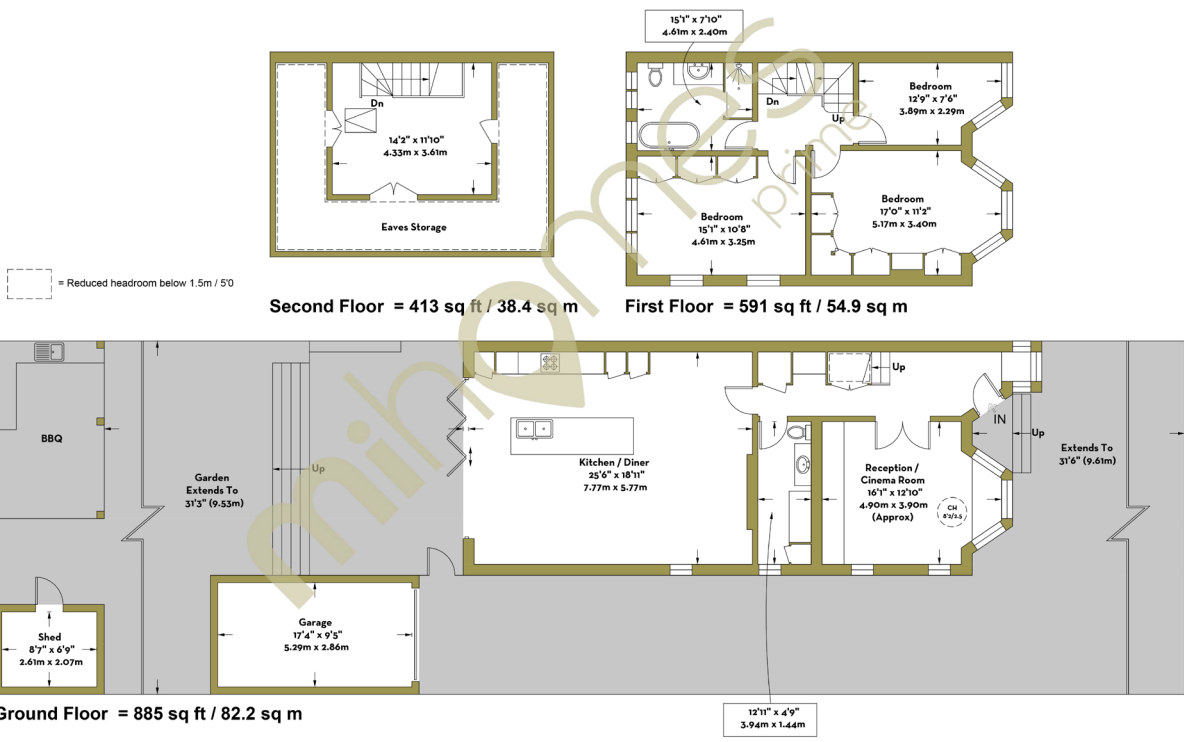 15'1" x 7'10"
4.61m x 2.40m
Dn
14'2" x 11'10"
4.33m x 3.61m
Eaves Storage
Dn
Up
Bedroom
12'9" x 7'6"
3.89m x 2.29m
Bedroom
15'1" x 10'8"
4.61m x 3.25m
Bedroom
17'0" x 11'2"
5.17m x 3.40m
= Reduced headroom below 1.5m / 5'0
Second Floor = 413 sq ft / 38.4 sq m
First Floor = 591 sq ft / 54.9 sq m
mihomes
prime
BBQ
Garden
Extends To
31'3" (9.53m)
Up
Kitchen / Diner
25'6" x 18'11"
7.77m x 5.77m
Up
IN
Up
Reception /
Cinema Room
16'1" x 12'10"
4.90m x 3.90m
(Approx)
CH
8'2/2.5
Extends To
31'6" (9.61m)
Shed
8'7" x 6'9"
2.61m x 2.07m
Garage
17'4" x 9'5"
5.29m x 2.86m
12'11" x 4'9"
3.94m x 1.44m
Ground Floor = 885 sq ft / 82.2 sq m